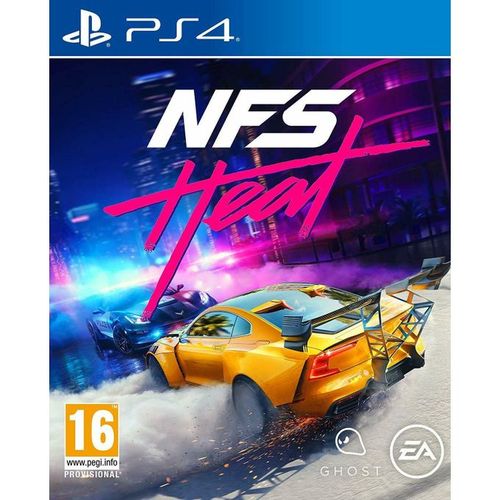 PS4
NFS
Heat
16
www.pegi.info
PROVISIONAL
GHOST
EA